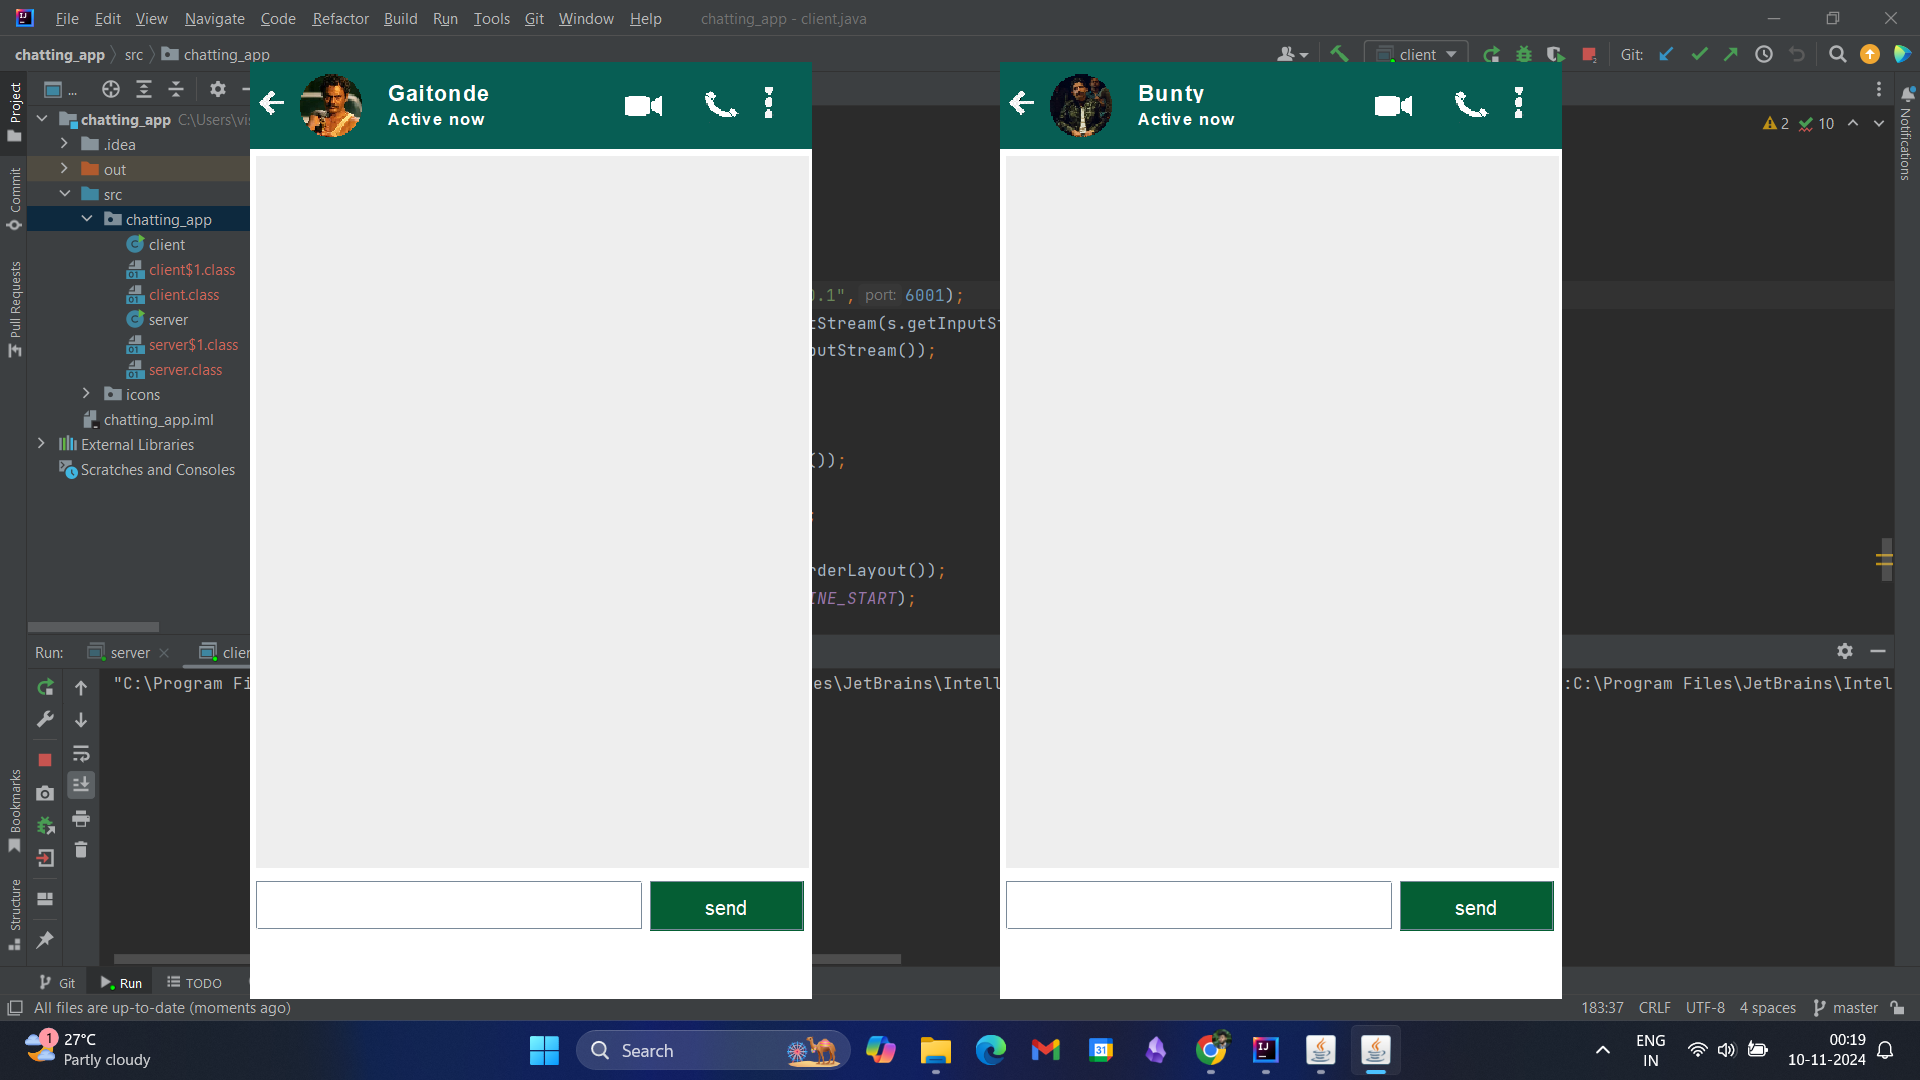 File Edit View Navigate Code Refactor Build Run Tools Git Window Help chatting_app - client.java
chatting_app src chatting_app client Git:
Project
Commit
Pull Requests
Bookmarks
Structure
Notifications
...
chatting_app C:\Users\vis
.idea
out
src
chatting_app
client
client$1.class
client.class
server
server$1.class
server.class
icons
chatting_app.iml
External Libraries
Scratches and Consoles
Gaitonde
Active now
send
Bunty
Active now
send
2 10
0.1", port: 6001);
tStream(s.getInputSt
putStream());
());
;
rderLayout());
INE_START);
Run: server clien
"C:\Program Fi es\JetBrains\Intell :C:\Program Files\JetBrains\Intel
Git Run TODO
All files are up-to-date (moments ago) 183:37 CRLF UTF-8 4 spaces master
1 27°C
Partly cloudy
Search
31
ENG
IN
00:19
10-11-2024